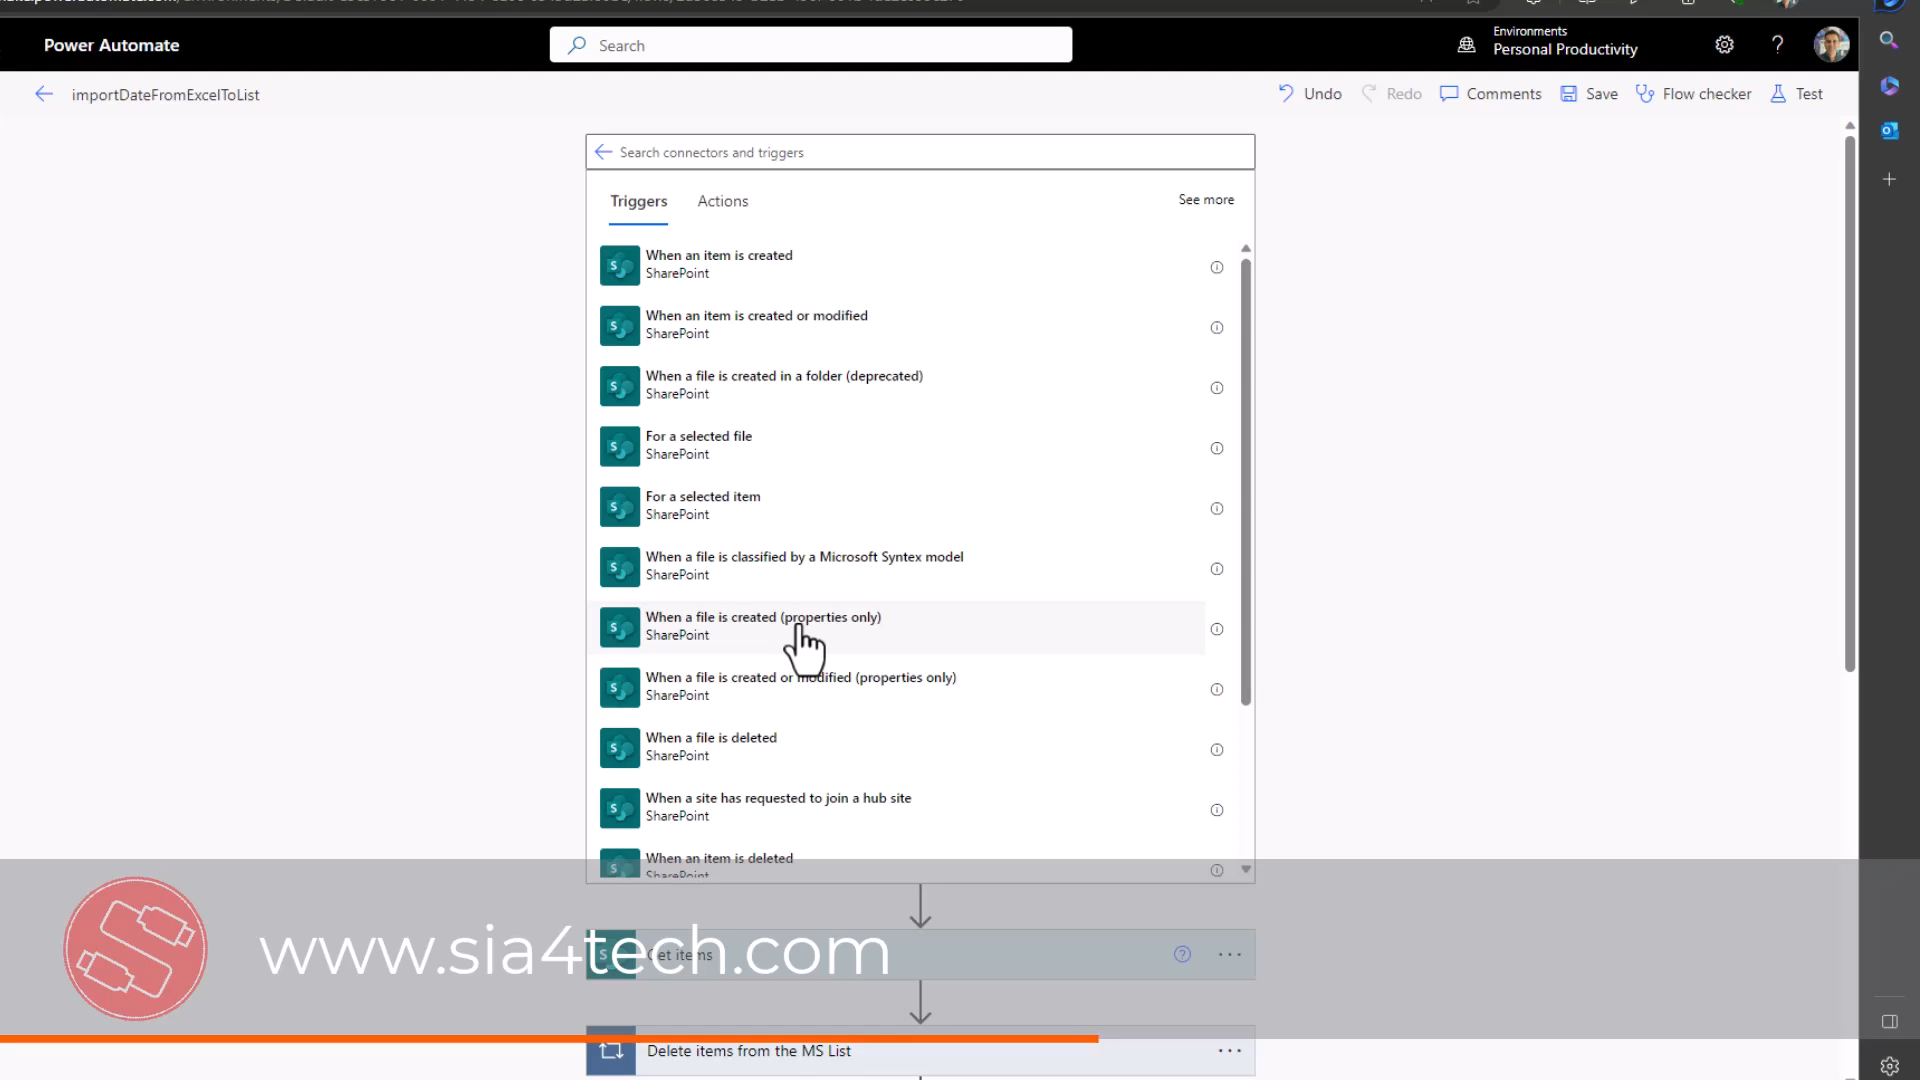 Power Automate
Search
Environments
Personal Productivity
importDateFromExcelToList
Undo
Redo
Comments
Save
Flow checker
Test
Search connectors and triggers
Triggers
Actions
See more
When an item is created
SharePoint
When an item is created or modified
SharePoint
When a file is created in a folder (deprecated)
SharePoint
For a selected file
SharePoint
For a selected item
SharePoint
When a file is classified by a Microsoft Syntex model
SharePoint
When a file is created (properties only)
SharePoint
When a file is created or modified (properties only)
SharePoint
When a file is deleted
SharePoint
When a site has requested to join a hub site
SharePoint
When an item is deleted
SharePoint
Get items
www.sia4tech.com
Delete items from the MS List